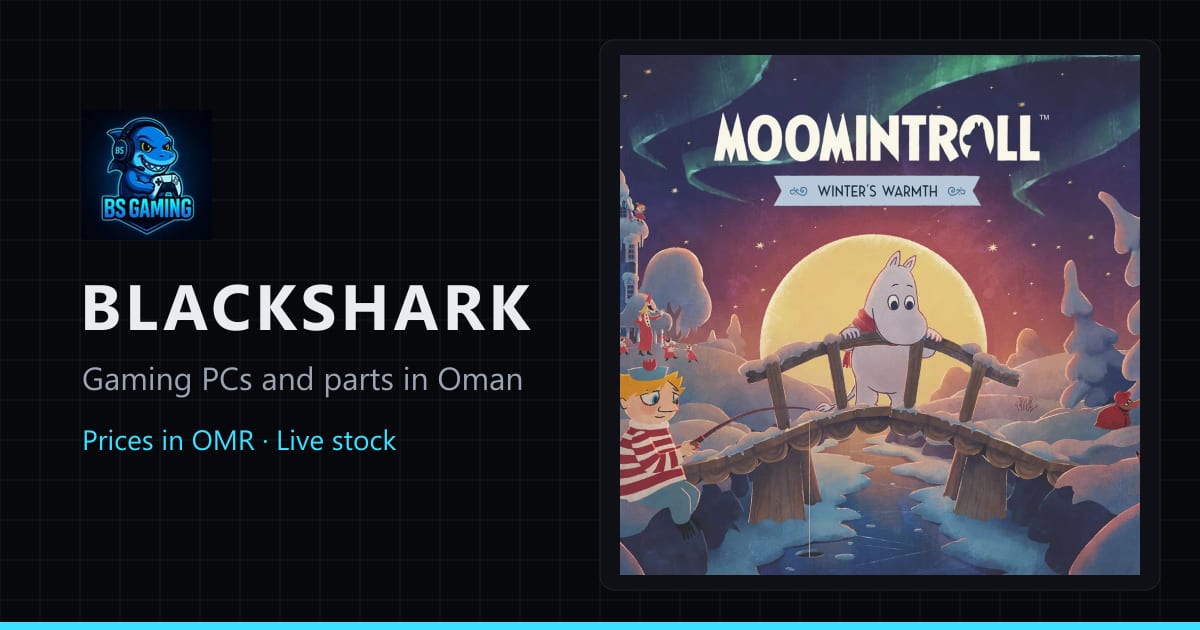 BS
BS GAMING
BLACKSHARK
Gaming PCs and parts in Oman
Prices in OMR · Live stock
MOOMINTROLL™
WINTER'S WARMTH